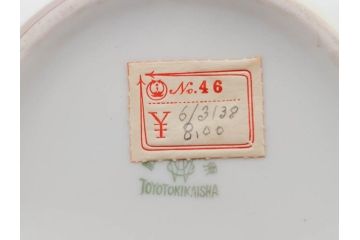 No. 46
¥ 6/3138
8.00
TOYOTOKIKAISHA